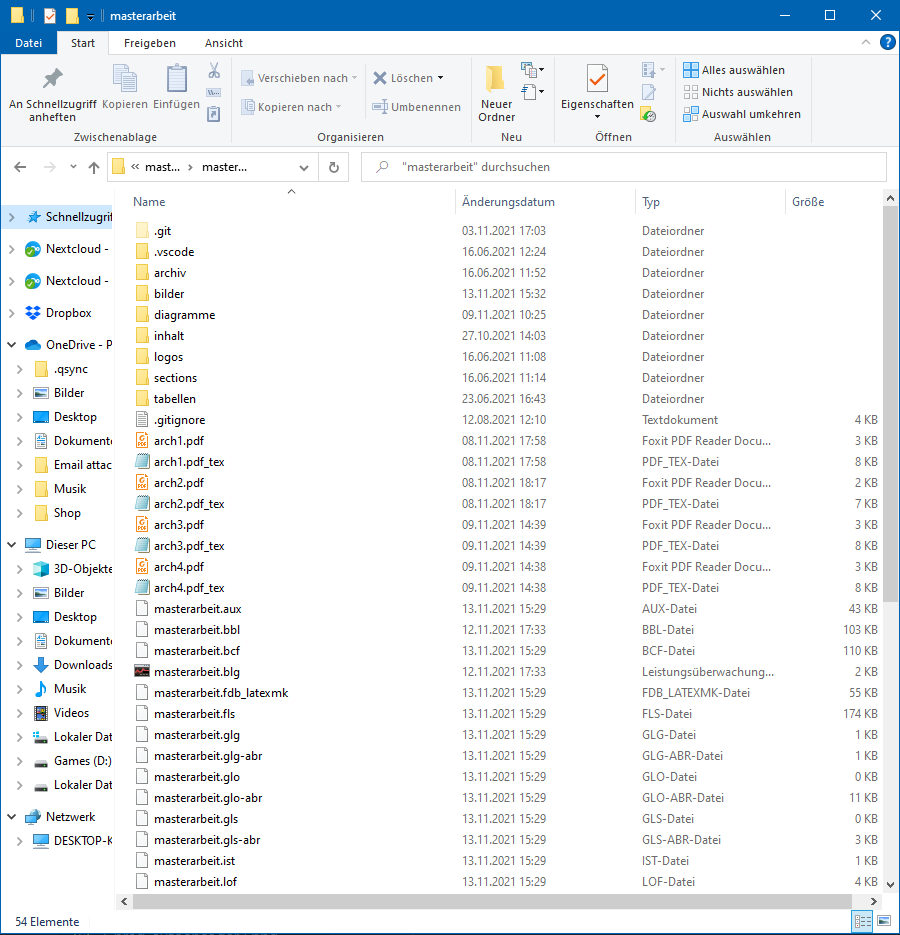 masterarbeit
Datei Start Freigeben Ansicht
An Schnellzugriff anheften
Kopieren
Einfügen
Zwischenablage
Verschieben nach
Kopieren nach
Löschen
Umbenennen
Organisieren
Neuer Ordner
Neu
Eigenschaften
Öffnen
Alles auswählen
Nichts auswählen
Auswahl umkehren
Auswählen
« mast... › master...
"masterarbeit" durchsuchen
Schnellzugrif
Nextcloud -
Nextcloud -
Dropbox
OneDrive - P
.qsync
Bilder
Desktop
Dokumente
Email attac
Musik
Shop
Dieser PC
3D-Objekte
Bilder
Desktop
Dokumente
Downloads
Musik
Videos
Lokaler Dat
Games (D:)
Lokaler Dat
Netzwerk
DESKTOP-K
Name Änderungsdatum Typ Größe
.git 03.11.2021 17:03 Dateiordner
.vscode 16.06.2021 12:24 Dateiordner
archiv 16.06.2021 11:52 Dateiordner
bilder 13.11.2021 15:32 Dateiordner
diagramme 09.11.2021 10:25 Dateiordner
inhalt 27.10.2021 14:03 Dateiordner
logos 16.06.2021 11:08 Dateiordner
sections 16.06.2021 11:14 Dateiordner
tabellen 23.06.2021 16:43 Dateiordner
.gitignore 12.08.2021 12:10 Textdokument 4 KB
arch1.pdf 08.11.2021 17:58 Foxit PDF Reader Docu... 3 KB
arch1.pdf_tex 08.11.2021 17:58 PDF_TEX-Datei 8 KB
arch2.pdf 08.11.2021 18:17 Foxit PDF Reader Docu... 2 KB
arch2.pdf_tex 08.11.2021 18:17 PDF_TEX-Datei 7 KB
arch3.pdf 09.11.2021 14:39 Foxit PDF Reader Docu... 3 KB
arch3.pdf_tex 09.11.2021 14:39 PDF_TEX-Datei 8 KB
arch4.pdf 09.11.2021 14:38 Foxit PDF Reader Docu... 3 KB
arch4.pdf_tex 09.11.2021 14:38 PDF_TEX-Datei 8 KB
masterarbeit.aux 13.11.2021 15:29 AUX-Datei 43 KB
masterarbeit.bbl 12.11.2021 17:33 BBL-Datei 103 KB
masterarbeit.bcf 13.11.2021 15:29 BCF-Datei 110 KB
masterarbeit.blg 12.11.2021 17:33 Leistungsüberwachung... 2 KB
masterarbeit.fdb_latexmk 13.11.2021 15:29 FDB_LATEXMK-Datei 55 KB
masterarbeit.fls 13.11.2021 15:29 FLS-Datei 174 KB
masterarbeit.glg 13.11.2021 15:29 GLG-Datei 1 KB
masterarbeit.glg-abr 13.11.2021 15:29 GLG-ABR-Datei 1 KB
masterarbeit.glo 13.11.2021 15:29 GLO-Datei 0 KB
masterarbeit.glo-abr 13.11.2021 15:29 GLO-ABR-Datei 11 KB
masterarbeit.gls 13.11.2021 15:29 GLS-Datei 0 KB
masterarbeit.gls-abr 13.11.2021 15:29 GLS-ABR-Datei 3 KB
masterarbeit.ist 13.11.2021 15:29 IST-Datei 1 KB
masterarbeit.lof 13.11.2021 15:29 LOF-Datei 4 KB
54 Elemente